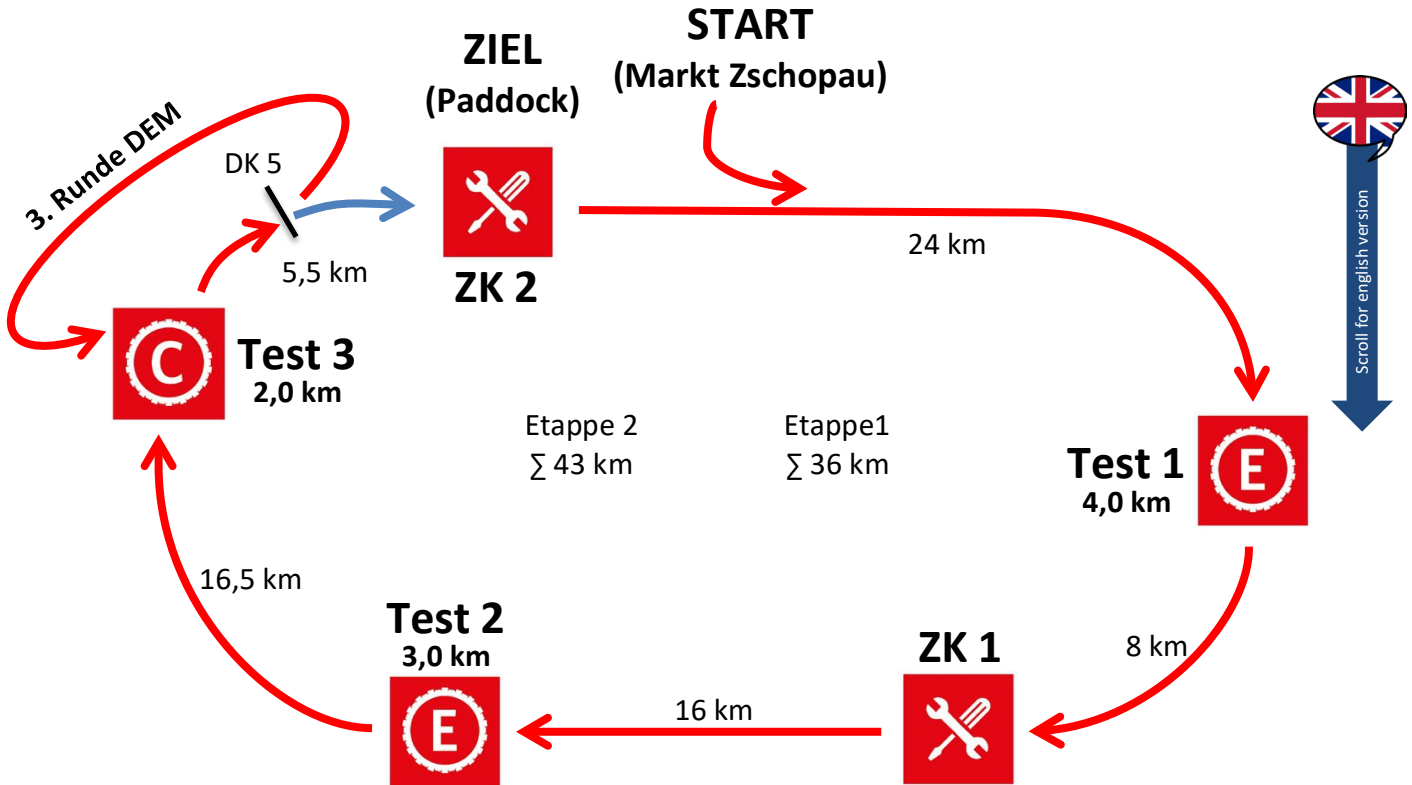 START
(Markt Zschopau)
ZIEL
(Paddock)
3. Runde DEM
DK 5
5,5 km
ZK 2
24 km
Scroll for english version
C
Test 3
2,0 km
Etappe 2
∑ 43 km
Etappe1
∑ 36 km
Test 1
4,0 km
E
16,5 km
Test 2
3,0 km
E
16 km
ZK 1
8 km